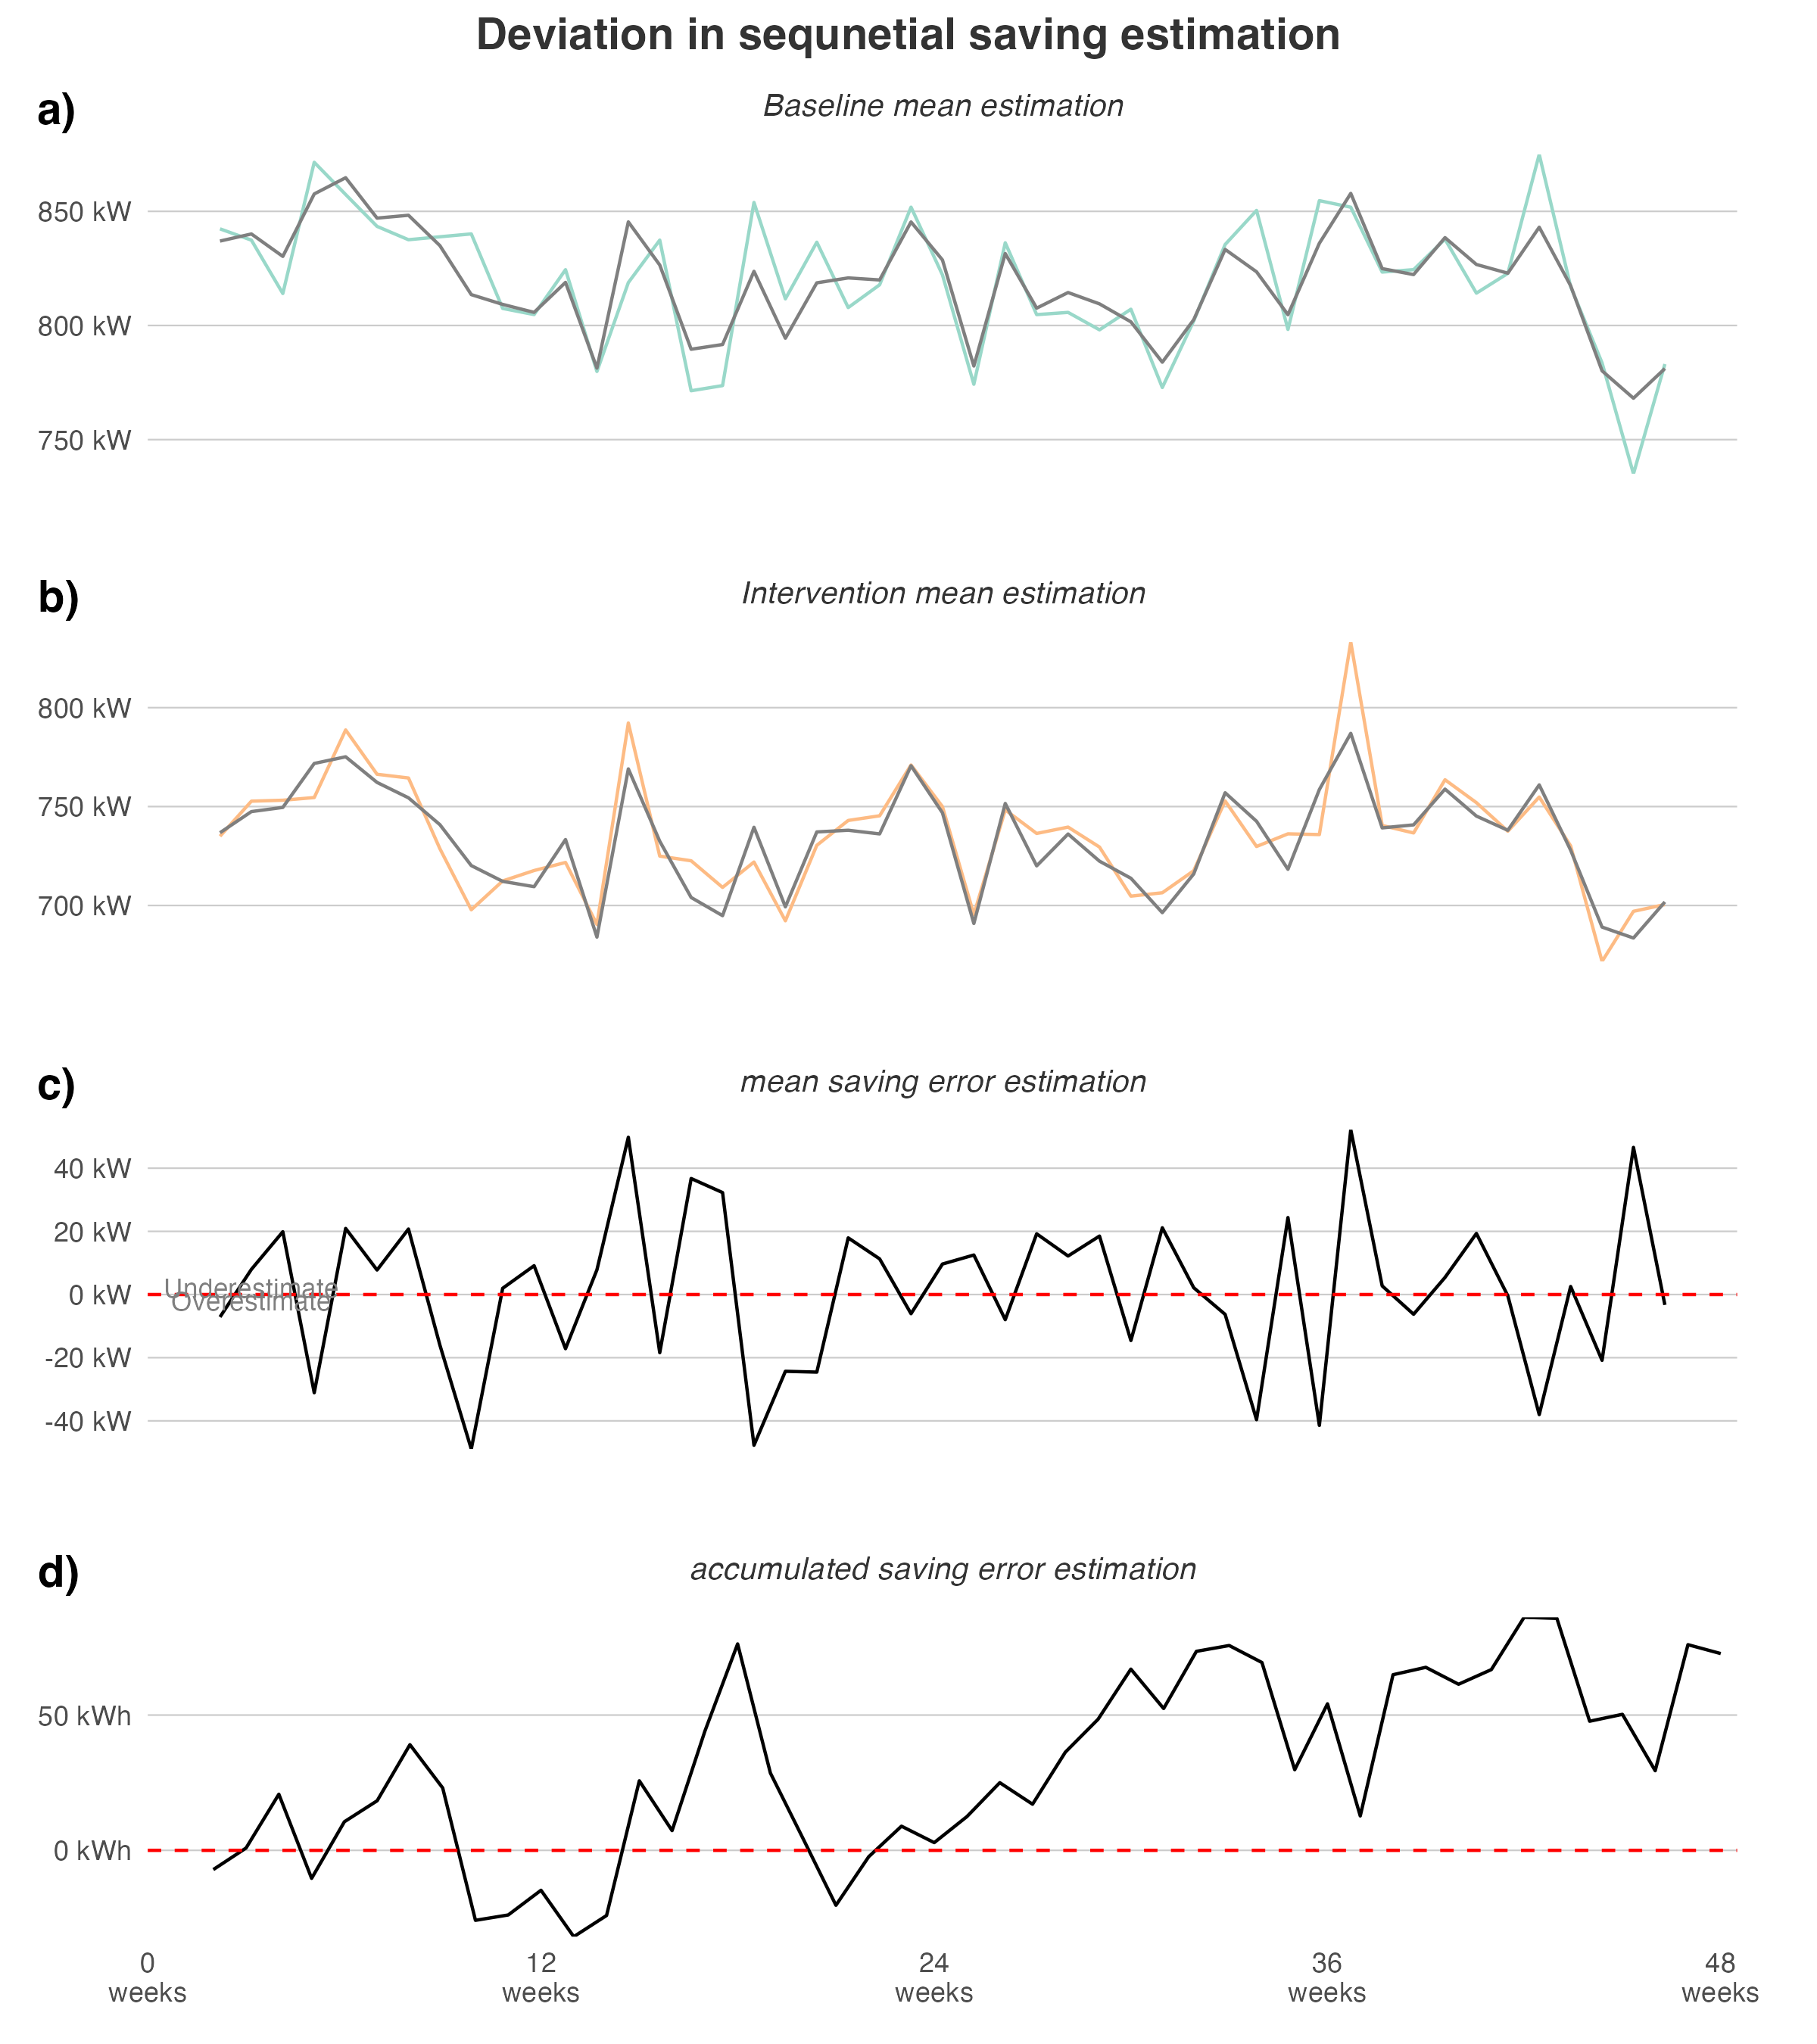 Deviation in sequnetial saving estimation
a)
Baseline mean estimation
850 kW
800 kW
750 kW
b)
Intervention mean estimation
800 kW
750 kW
700 kW
c)
mean saving error estimation
40 kW
20 kW
Underestimate
0 kW
Overestimate
-20 kW
-40 kW
d)
accumulated saving error estimation
50 kWh
0 kWh
0 12 24 36 48
weeks weeks weeks weeks weeks